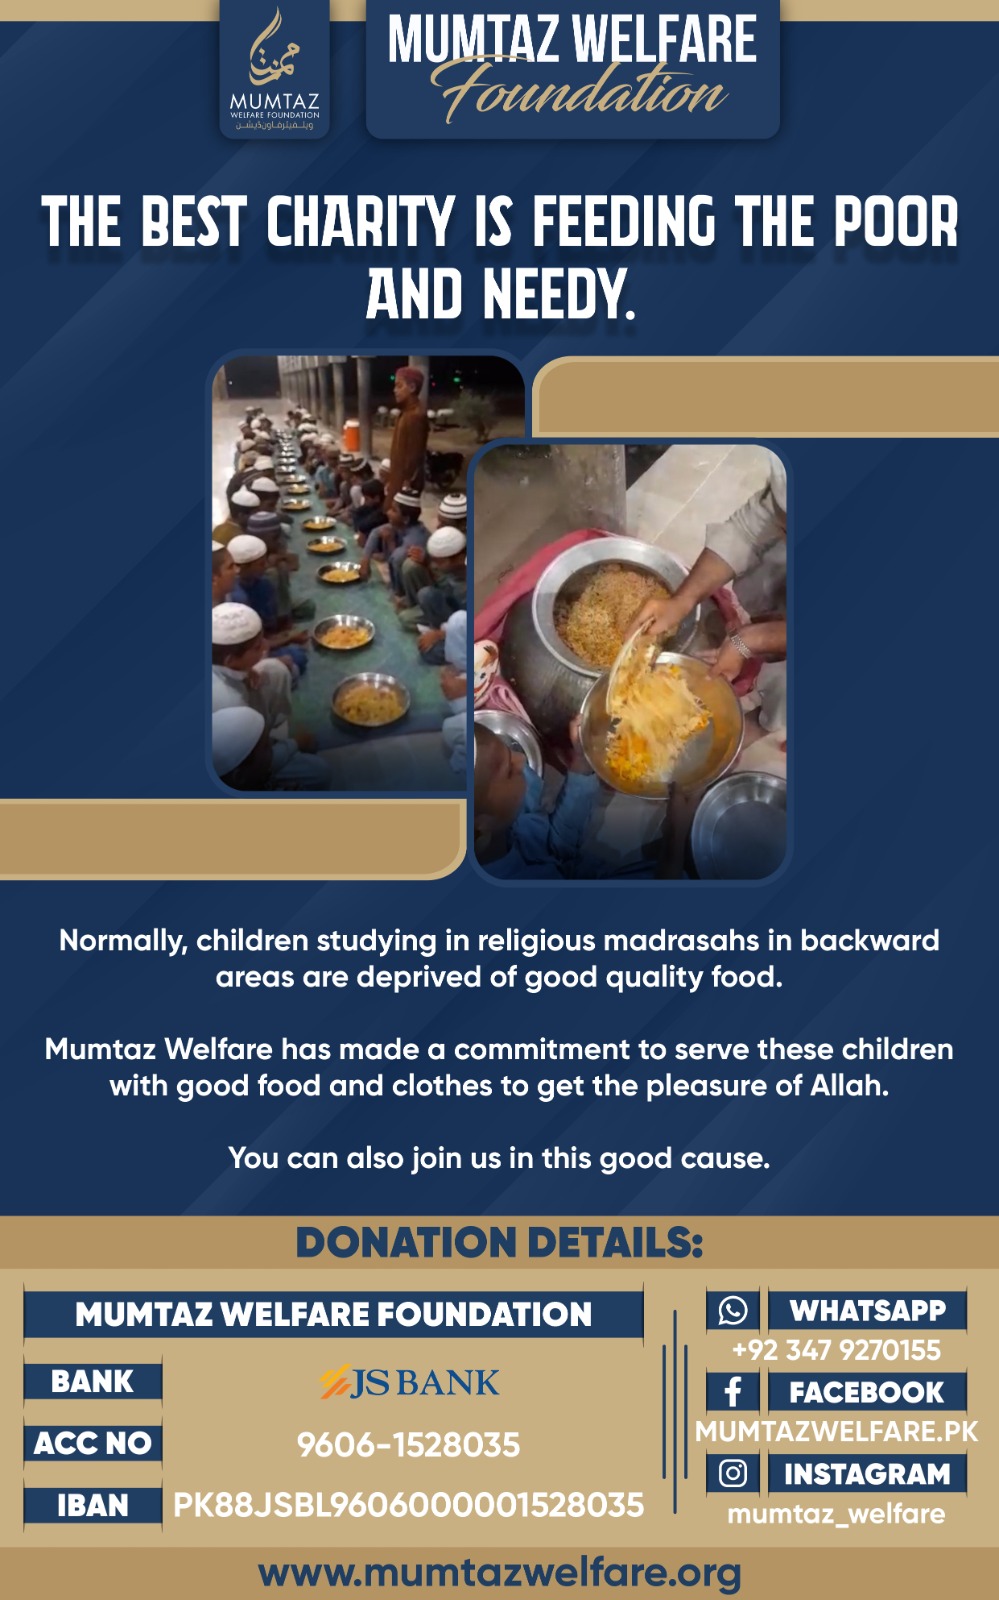 ممتاز
MUMTAZ
WELFARE FOUNDATION
ویلفیئر فاؤنڈیشن
MUMTAZ WELFARE
Foundation
THE BEST CHARITY IS FEEDING THE POOR
AND NEEDY.
Normally, children studying in religious madrasahs in backward
areas are deprived of good quality food.
Mumtaz Welfare has made a commitment to serve these children
with good food and clothes to get the pleasure of Allah.
You can also join us in this good cause.
DONATION DETAILS:
MUMTAZ WELFARE FOUNDATION
BANK
JS BANK
ACC NO
9606-1528035
IBAN
PK88JSBL9606000001528035
WHATSAPP
+92 347 9270155
FACEBOOK
MUMTAZWELFARE.PK
INSTAGRAM
mumtaz_welfare
www.mumtazwelfare.org